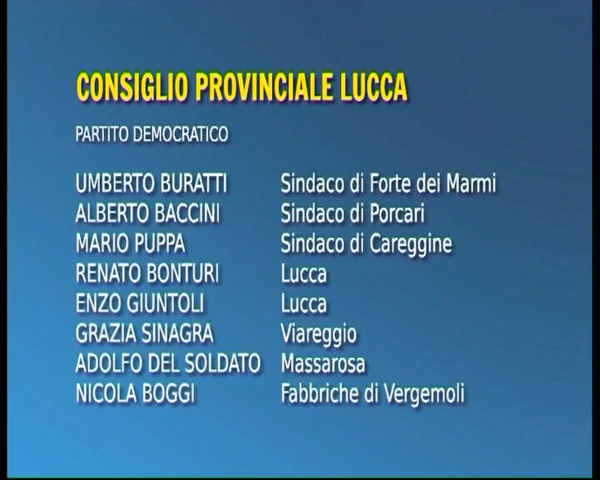 CONSIGLIO PROVINCIALE LUCCA
PARTITO DEMOCRATICO
UMBERTO BURATTI Sindaco di Forte dei Marmi
ALBERTO BACCINI Sindaco di Porcari
MARIO PUPPA Sindaco di Careggine
RENATO BONTURI Lucca
ENZO GIUNTOLI Lucca
GRAZIA SINAGRA Viareggio
ADOLFO DEL SOLDATO Massarosa
NICOLA BOGGI Fabbriche di Vergemoli